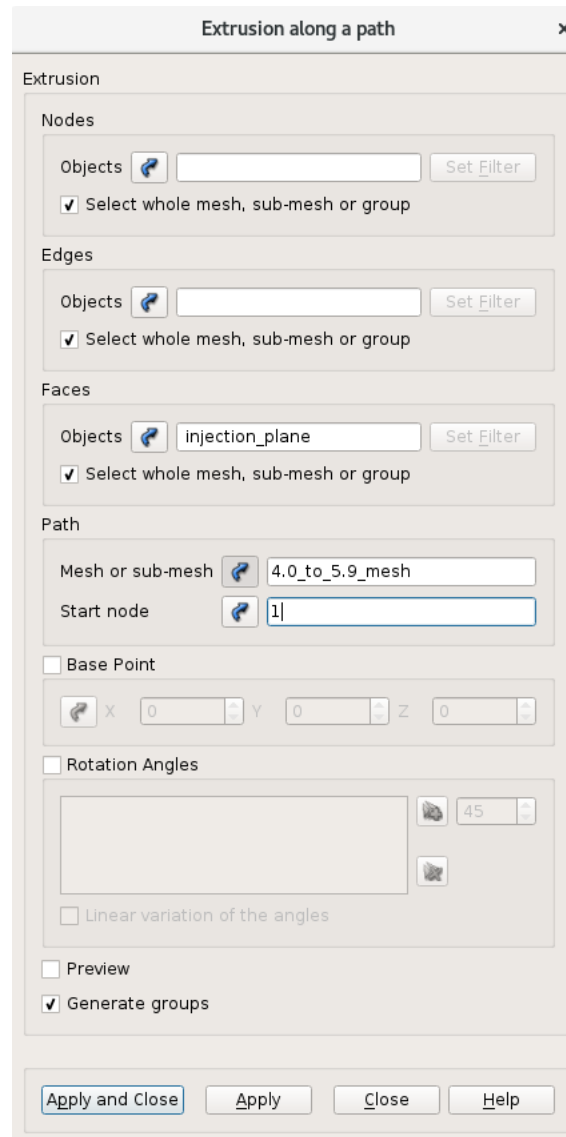 Extrusion along a path
Extrusion
Nodes
Objects Set Filter
Select whole mesh, sub-mesh or group
Edges
Objects Set Filter
Select whole mesh, sub-mesh or group
Faces
Objects injection_plane Set Filter
Select whole mesh, sub-mesh or group
Path
Mesh or sub-mesh 4.0_to_5.9_mesh
Start node 1
Base Point
X 0 Y 0 Z 0
Rotation Angles
45
Linear variation of the angles
Preview
Generate groups
Apply and Close Apply Close Help